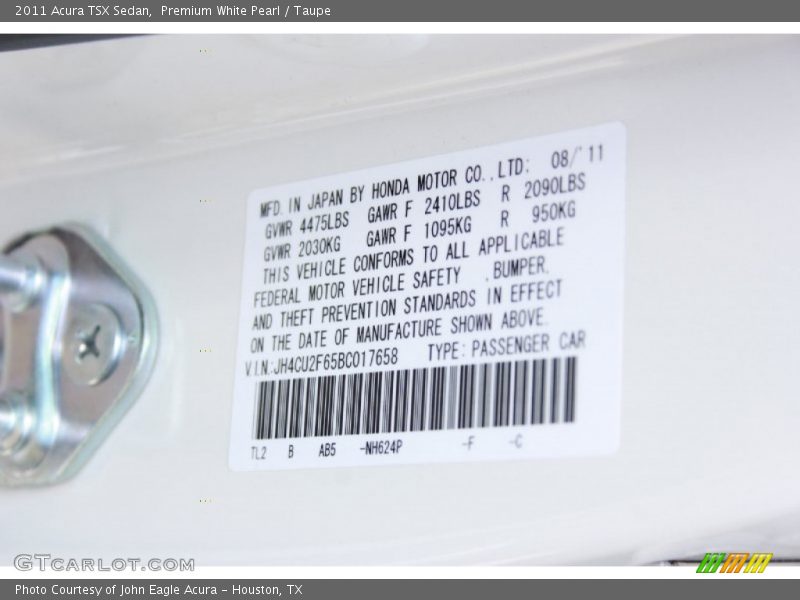 2011 Acura TSX Sedan,  Premium White Pearl / Taupe
MFD. IN JAPAN BY HONDA MOTOR CO.,LTD: 08/'11
GVWR 4475LBS GAWR F 2410LBS R 2090LBS
GVWR 2030KG GAWR F 1095KG R 950KG
THIS VEHICLE CONFORMS TO ALL APPLICABLE
FEDERAL MOTOR VEHICLE SAFETY .BUMPER.
AND THEFT PREVENTION STANDARDS IN EFFECT
ON THE DATE OF MANUFACTURE SHOWN ABOVE.
V.I.N:JH4CU2F65BC017658 TYPE:PASSENGER CAR
TL2 B AB5 -NH624P -F -C
GTCARLOT.COM
Photo Courtesy of John Eagle Acura - Houston, TX